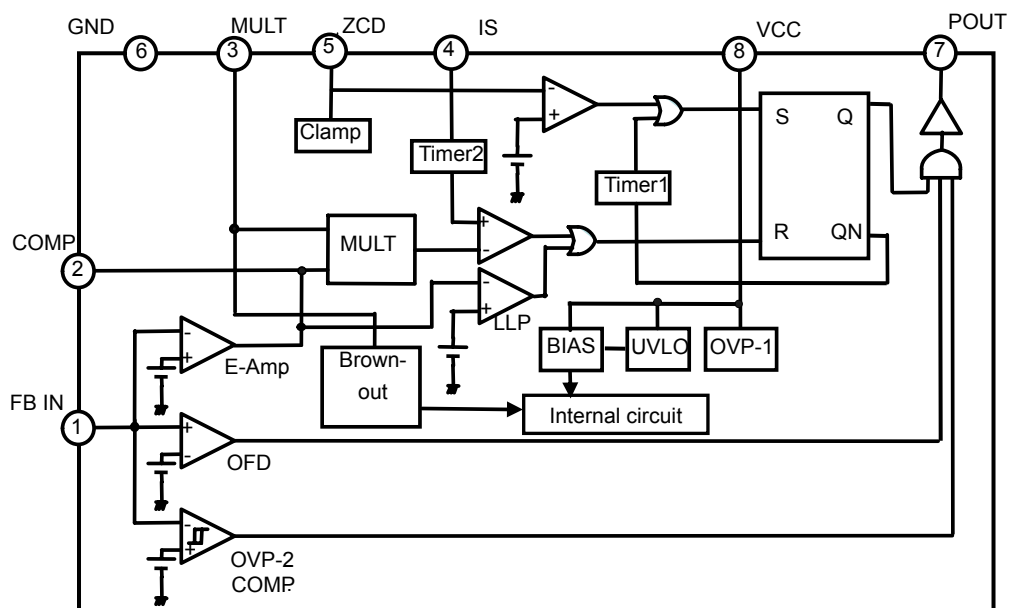 GND
MULT
ZCD
IS
VCC
POUT
6
3
5
4
8
7
-
+
Clamp
Timer2
S
Q
Timer1
+
-
MULT
R
QN
COMP
2
-
+
LLP
-
+
E-Amp
Brown-
out
BIAS
UVLO
OVP-1
FB IN
1
Internal circuit
+
-
OFD
-
+
OVP-2
COMP.